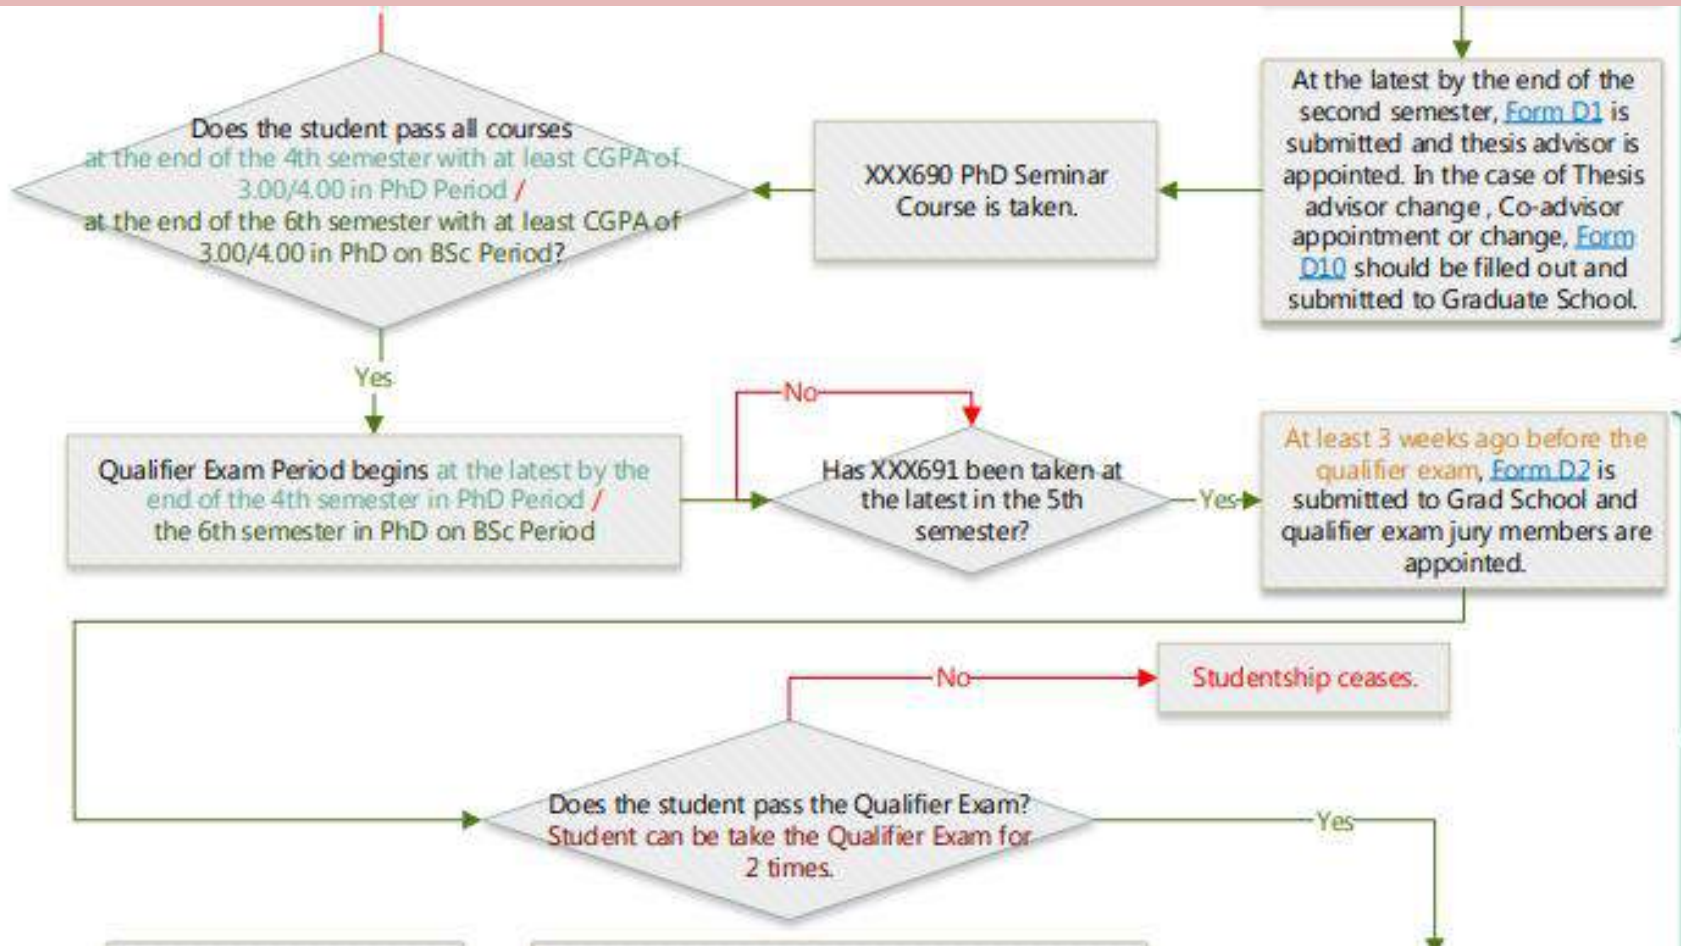 Does the student pass all courses
at the end of the 4th semester with at least CGPA of
3.00/4.00 in PhD Period /
at the end of the 6th semester with at least CGPA of
3.00/4.00 in PhD on BSc Period?
XXX690 PhD Seminar
Course is taken.
At the latest by the end of the
second semester, Form D1 is
submitted and thesis advisor is
appointed. In the case of Thesis
advisor change , Co-advisor
appointment or change, Form
D10 should be filled out and
submitted to Graduate School.
Yes
Qualifier Exam Period begins at the latest by the
end of the 4th semester in PhD Period /
the 6th semester in PhD on BSc Period
No
Has XXX691 been taken at
the latest in the 5th
semester?
Yes
At least 3 weeks ago before the
qualifier exam, Form D2 is
submitted to Grad School and
qualifier exam jury members are
appointed.
No
Studentship ceases.
Does the student pass the Qualifier Exam?
Student can be take the Qualifier Exam for
2 times.
Yes